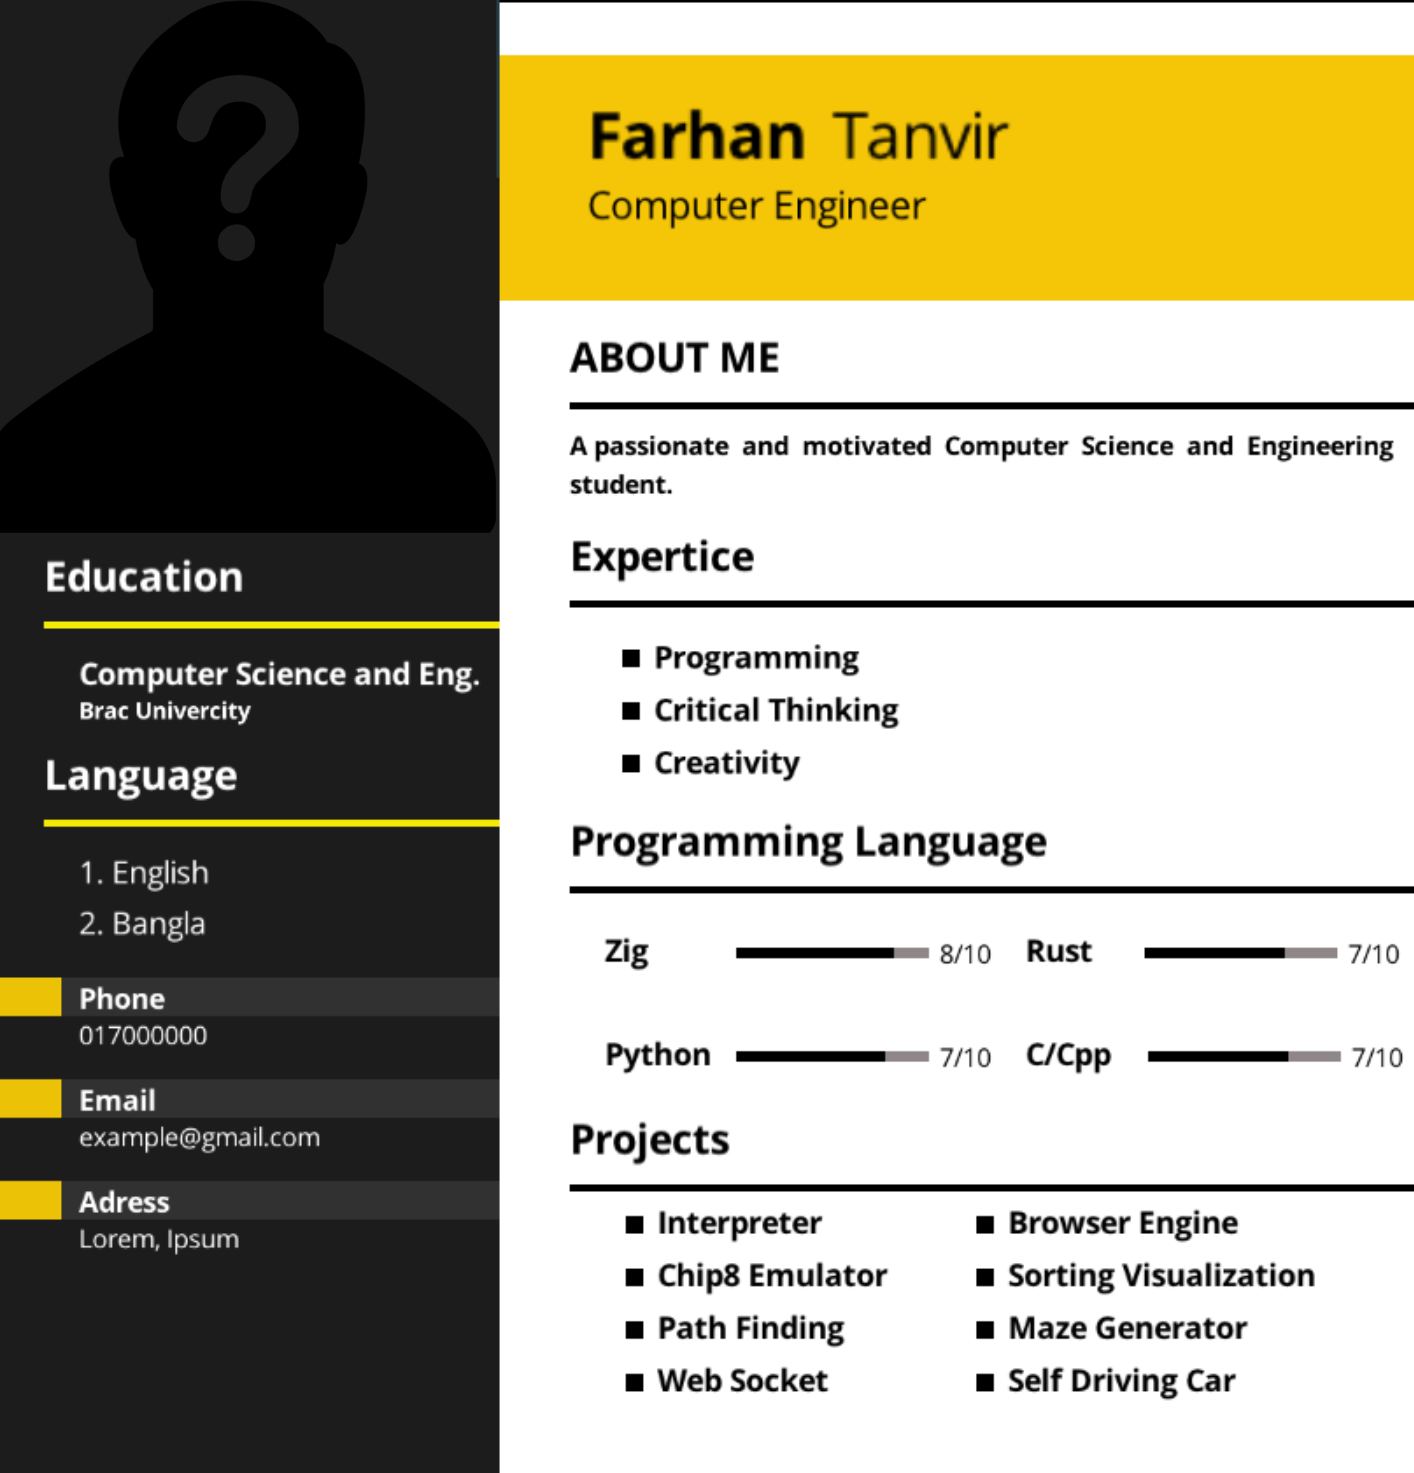 ?
Education
Computer Science and Eng.
Brac Univercity
Language
1. English
2. Bangla
Phone
017000000
Email
example@gmail.com
Adress
Lorem, Ipsum
Farhan Tanvir
Computer Engineer
ABOUT ME
A passionate and motivated Computer Science and Engineering
student.
Expertice
Programming
Critical Thinking
Creativity
Programming Language
Zig 8/10 Rust 7/10
Python 7/10 C/Cpp 7/10
Projects
Interpreter
Chip8 Emulator
Path Finding
Web Socket
Browser Engine
Sorting Visualization
Maze Generator
Self Driving Car